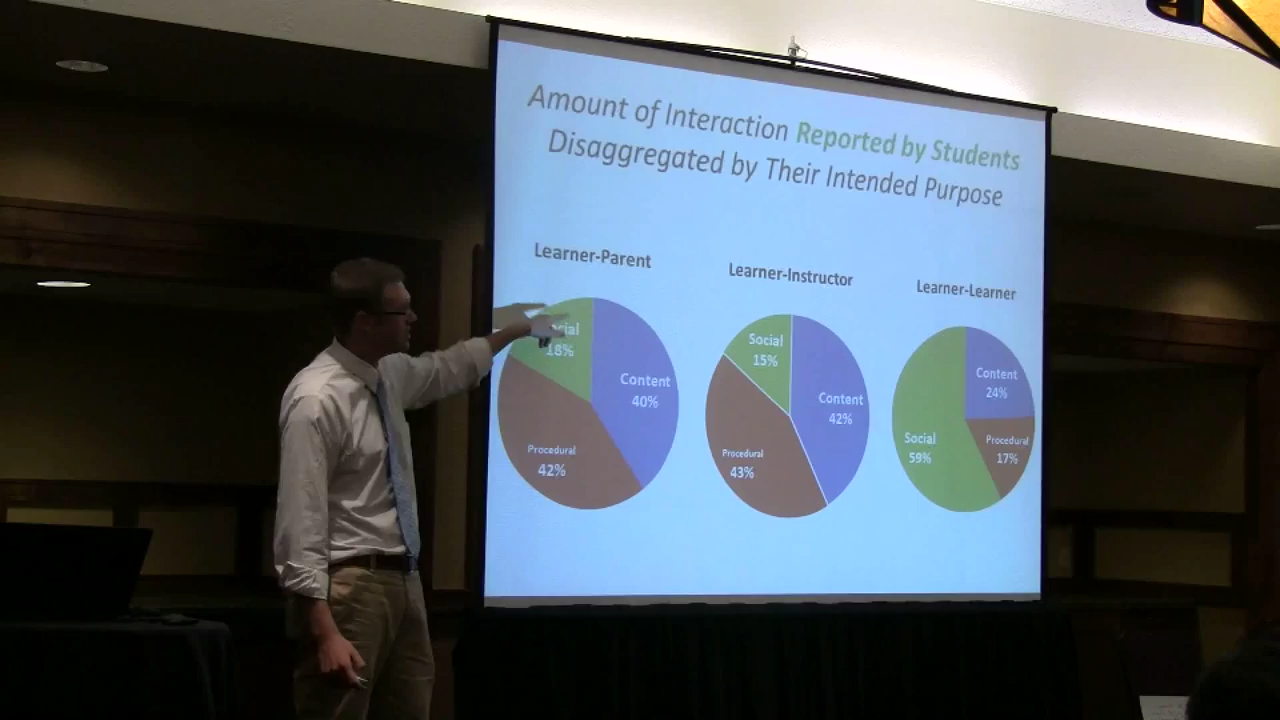 Amount of Interaction Reported by Students
Disaggregated by Their Intended Purpose
Learner-Parent
Learner-Instructor
Learner-Learner
18%
Content
40%
Procedural
42%
Social
15%
Content
42%
Procedural
43%
Content
24%
Social
59%
Procedural
17%